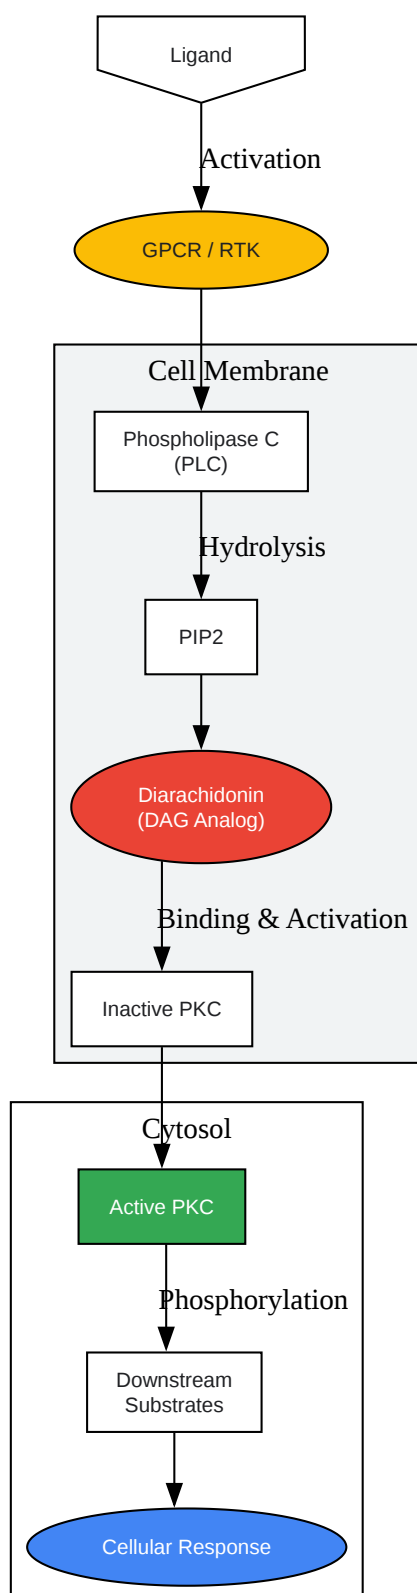 Ligand
Activation
GPCR / RTK
Cell Membrane
Phospholipase C
(PLC)
Hydrolysis
PIP2
Diarachidonin
(DAG Analog)
Binding & Activation
Inactive PKC
Cytosol
Active PKC
Phosphorylation
Downstream
Substrates
Cellular Response